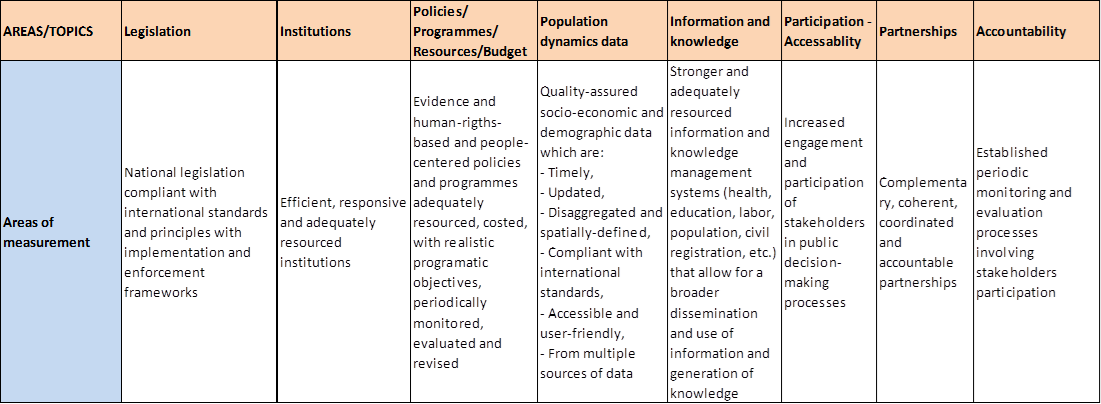 AREAS/TOPICS
Legislation
Institutions
Policies/
Programmes/
Resources/Budget
Population
dynamics data
Information and
knowledge
Participation -
Accessablity
Partnerships
Accountability
Areas of
measurement
National legislation
compliant with
international standards
and principles with
implementation and
enforcement
frameworks
Efficient, responsive
and adequately
resourced
institutions
Evidence and
human-rigths-
based and people-
centered policies
and programmes
adequately
resourced, costed,
with realistic
programatic
objectives,
periodically
monitored,
evaluated and
revised
Quality-assured
socio-economic and
demographic data
which are:
- Timely,
- Updated,
- Disaggregated and
spatially-defined,
- Compliant with
international
standards,
- Accessible and
user-friendly,
- From multiple
sources of data
Stronger and
adequately
resourced
information and
knowledge
management
systems (health,
education, labor,
population, civil
registration, etc.)
that allow for a
broader
dissemination
and use of
information and
generation of
knowledge
Increased
engagement
and
participation
of
stakeholders
in public
decision-
making
processes
Complementa
ry, coherent,
coordinated
and
accountable
partnerships
Established
periodic
monitoring and
evaluation
processes
involving
stakeholders
participation